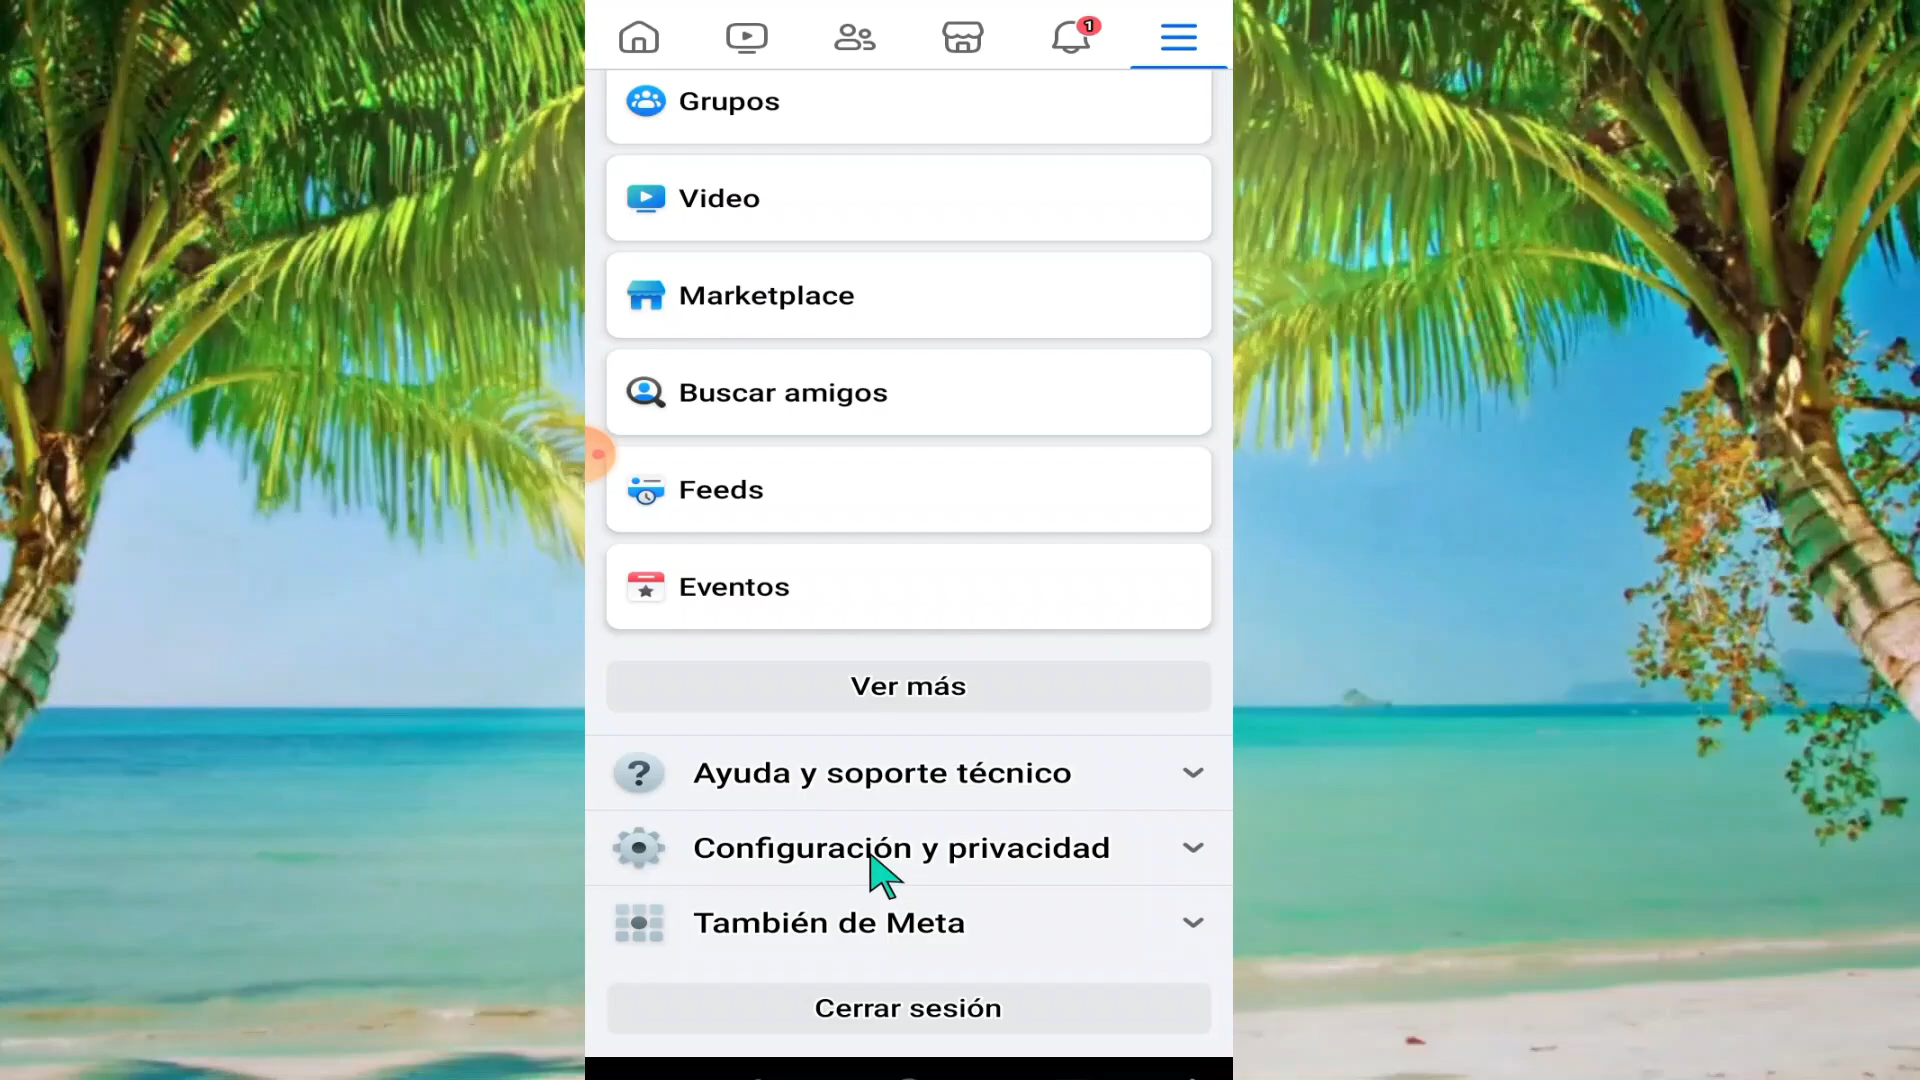 1
Grupos
Video
Marketplace
Buscar amigos
Feeds
Eventos
Ver más
Ayuda y soporte técnico
Configuración y privacidad
También de Meta
Cerrar sesión